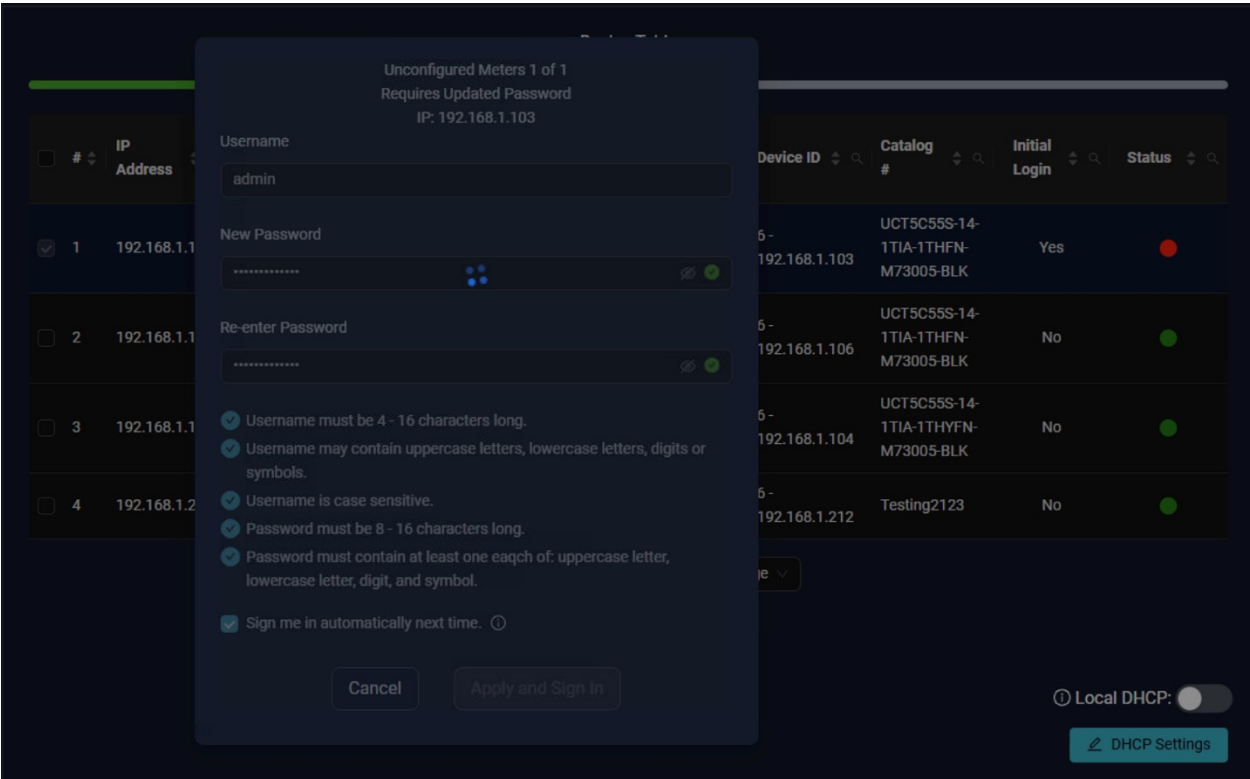 Unconfigured Meters 1 of 1
Requires Updated Password
IP: 192.168.1.103
Username
admin
New Password
Re-enter Password
Username must be 4 - 16 characters long.
Username may contain uppercase letters, lowercase letters, digits or
symbols.
Username is case sensitive.
Password must be 8 - 16 characters long.
Password must contain at least one eaqch of: uppercase letter,
lowercase letter, digit, and symbol.
Sign me in automatically next time.
Cancel
Apply and Sign In
#
IP
Address
Device ID
Catalog
#
Initial
Login
Status
1
192.168.1.1
6 -
192.168.1.103
UCT5C55S-14-
1TIA-1THFN-
M73005-BLK
Yes
2
192.168.1.1
6 -
192.168.1.106
UCT5C55S-14-
1TIA-1THFN-
M73005-BLK
No
3
192.168.1.1
6 -
192.168.1.104
UCT5C55S-14-
1TIA-1THYFN-
M73005-BLK
No
4
192.168.1.2
6 -
192.168.1.212
Testing2123
No
Local DHCP:
DHCP Settings